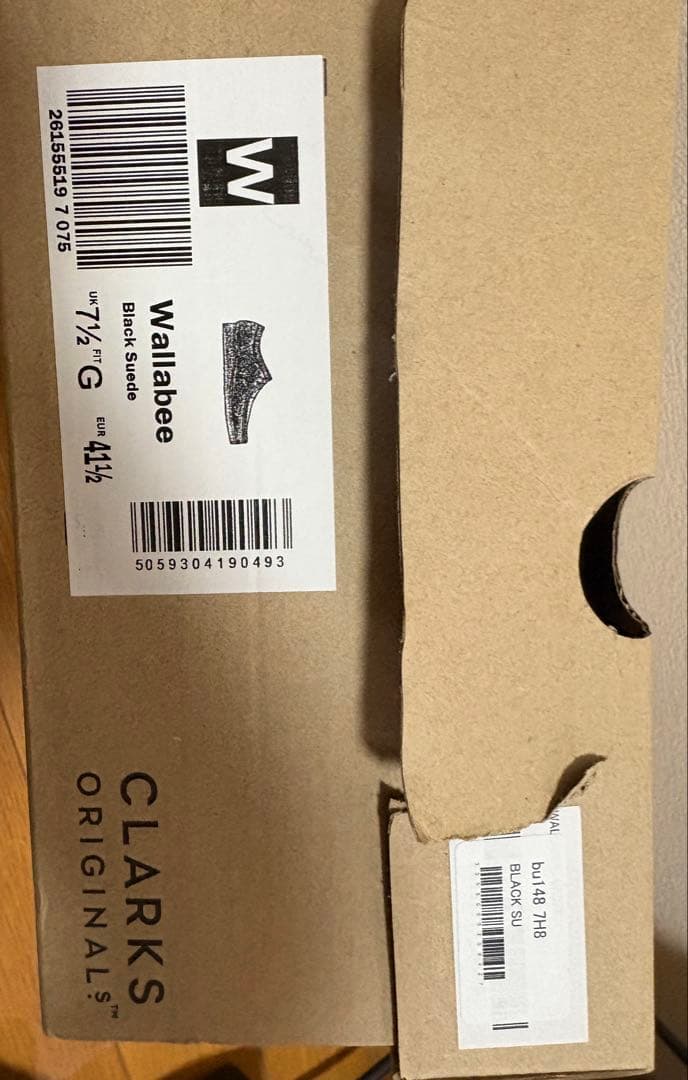 W
Wallabee
Black Suede
UK 7½ FIT G EUR 41½
26155519 7 075
5059304190493
CLARKS
ORIGINALS™
WAL
bu148 7H8
BLACK SU